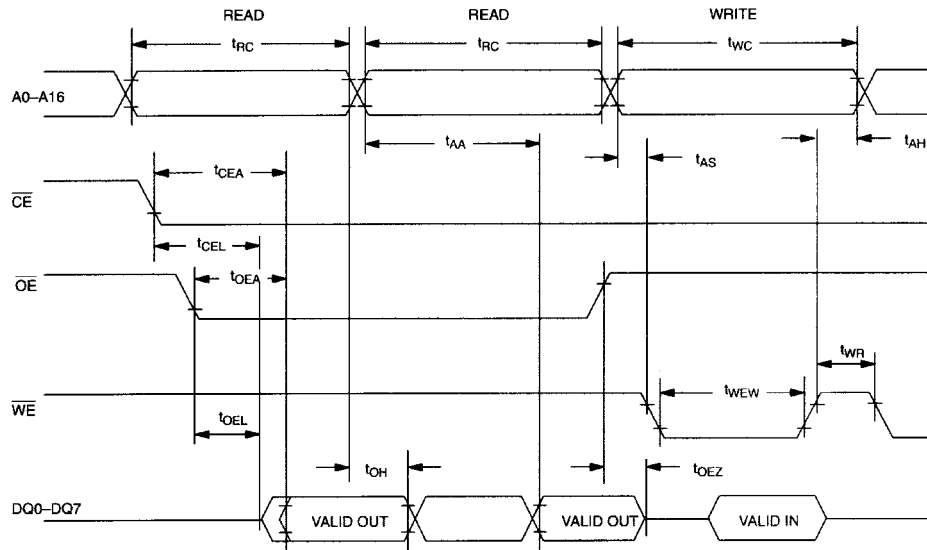 READ READ WRITE
tRC tRC tWC
A0–A16
tAA tAS tAH
tCEA
CE
tCEL
tOEA
OE
tWR
tWEW
WE
tOEL
tOH tOEZ
DQ0–DQ7 VALID OUT VALID OUT VALID IN